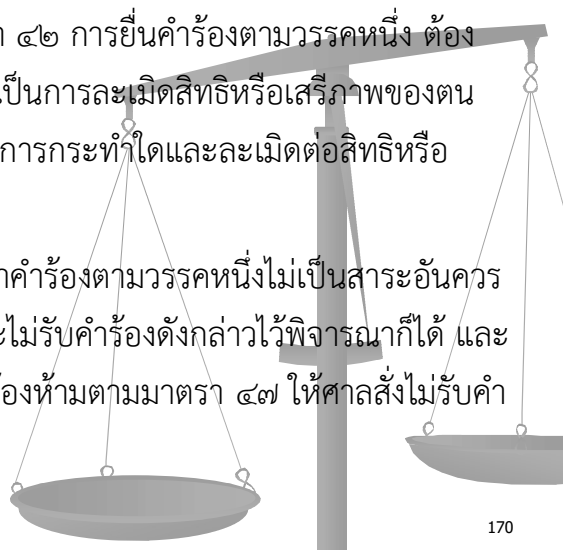 ๔๒ การยื่นคำร้องตามวรรคหนึ่ง ต้อง
เป็นการละเมิดสิทธิหรือเสรีภาพของตน
การกระทำใดและละเมิดต่อสิทธิหรือ
คำร้องตามวรรคหนึ่งไม่เป็นสาระอันควร
ไม่รับคำร้องดังกล่าวไว้พิจารณาก็ได้ และ
ต้องห้ามตามมาตรา ๔๗ ให้ศาลสั่งไม่รับคำ
170